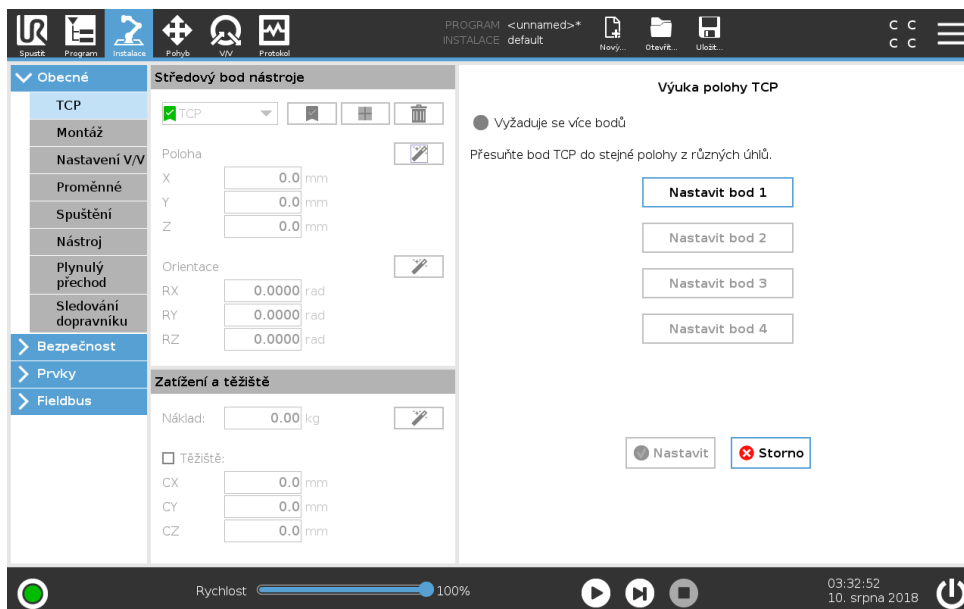 PROGRAM <unnamed>*
INSTALACE default
Spustit Program Instalace Pohyb V/V Protokol Nový... Otevřít... Uložit...
C C
C C
Obecné
TCP
Montáž
Nastavení V/V
Proměnné
Spuštění
Nástroj
Plynulý
přechod
Sledování
dopravníku
Bezpečnost
Prvky
Fieldbus
Středový bod nástroje
TCP
Poloha
X 0.0 mm
Y 0.0 mm
Z 0.0 mm
Orientace
RX 0.0000 rad
RY 0.0000 rad
RZ 0.0000 rad
Zatížení a těžiště
Náklad: 0.00 kg
Těžiště:
CX 0.0 mm
CY 0.0 mm
CZ 0.0 mm
Výuka polohy TCP
Vyžaduje se více bodů
Přesuňte bod TCP do stejné polohy z různých úhlů.
Nastavit bod 1
Nastavit bod 2
Nastavit bod 3
Nastavit bod 4
Nastavit Storno
Rychlost 100%
03:32:52
10. srpna 2018